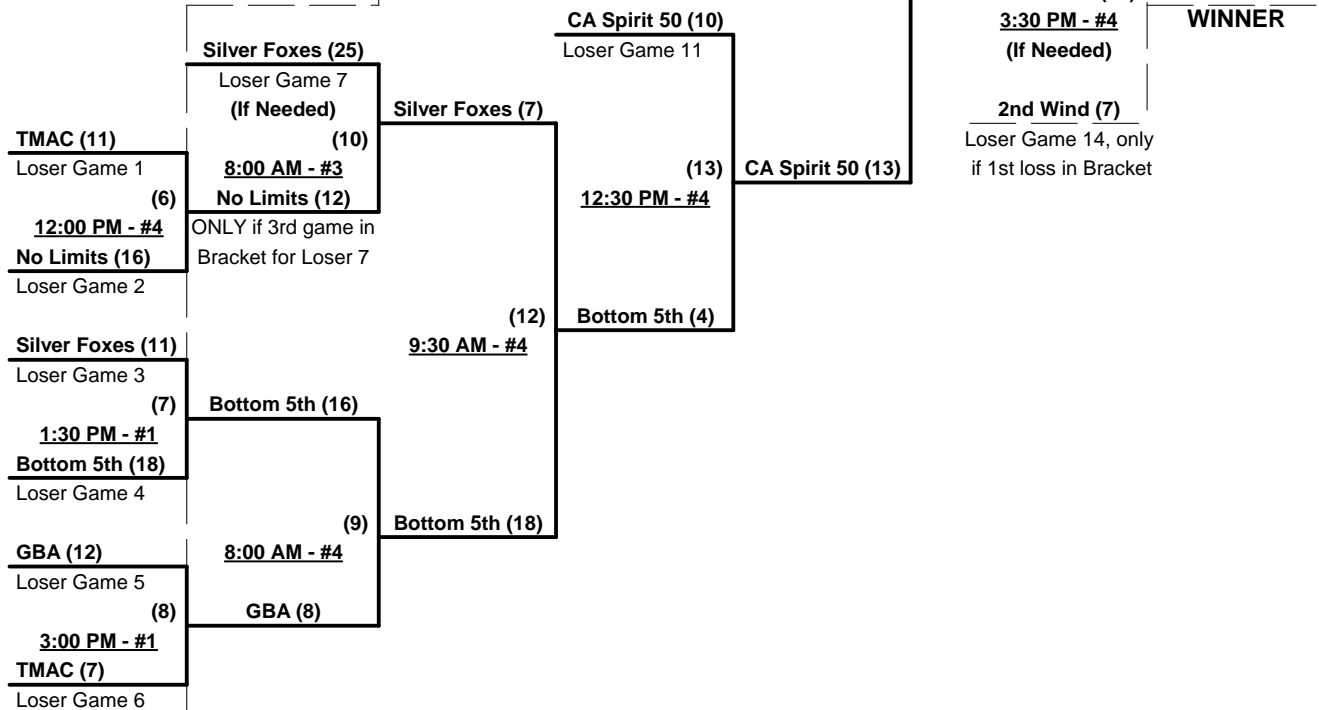 CA Spirit 50 (10)
Loser Game 11
3:30 PM - #4
(If Needed)
WINNER
Silver Foxes (25)
Loser Game 7
(If Needed)
(10)
8:00 AM - #3
No Limits (12)
ONLY if 3rd game in
Bracket for Loser 7
Silver Foxes (7)
2nd Wind (7)
Loser Game 14, only
if 1st loss in Bracket
TMAC (11)
Loser Game 1
(6)
12:00 PM - #4
No Limits (16)
Loser Game 2
(13)
12:30 PM - #4
CA Spirit 50 (13)
(12)
9:30 AM - #4
Bottom 5th (4)
Silver Foxes (11)
Loser Game 3
(7)
1:30 PM - #1
Bottom 5th (18)
Loser Game 4
Bottom 5th (16)
(9)
8:00 AM - #4
Bottom 5th (18)
GBA (12)
Loser Game 5
(8)
3:00 PM - #1
TMAC (7)
Loser Game 6
GBA (8)